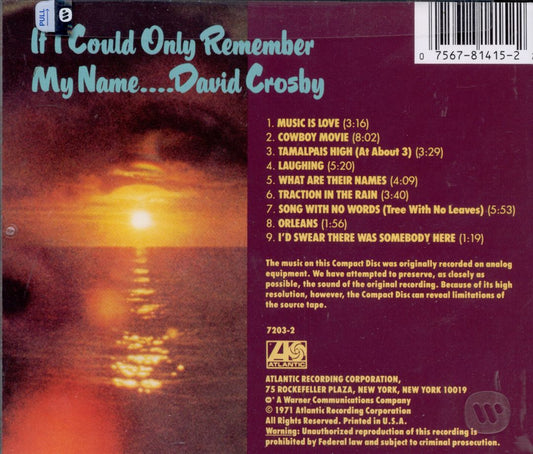 PULL
If I Could Only Remember
My Name....David Crosby
0 7567-81415-2
1. MUSIC IS LOVE (3:16)
2. COWBOY MOVIE (8:02)
3. TAMALPAIS HIGH (At About 3) (3:29)
4. LAUGHING (5:20)
5. WHAT ARE THEIR NAMES (4:09)
6. TRACTION IN THE RAIN (3:40)
7. SONG WITH NO WORDS (Tree With No Leaves) (5:53)
8. ORLEANS (1:56)
9. I'D SWEAR THERE WAS SOMEBODY HERE (1:19)
The music on this Compact Disc was originally recorded on analog
equipment. We have attempted to preserve, as closely as
possible, the sound of the original recording. Because of its high
resolution, however, the Compact Disc can reveal limitations of
the source tape.
7203-2
ATLANTIC
ATLANTIC RECORDING CORPORATION,
75 ROCKEFELLER PLAZA, NEW YORK, NEW YORK 10019
A Warner Communications Company
© 1971 Atlantic Recording Corporation. Printed in U.S.A.
Warning: Unauthorized reproduction of this recording is
prohibited by Federal law and subject to criminal prosecution.